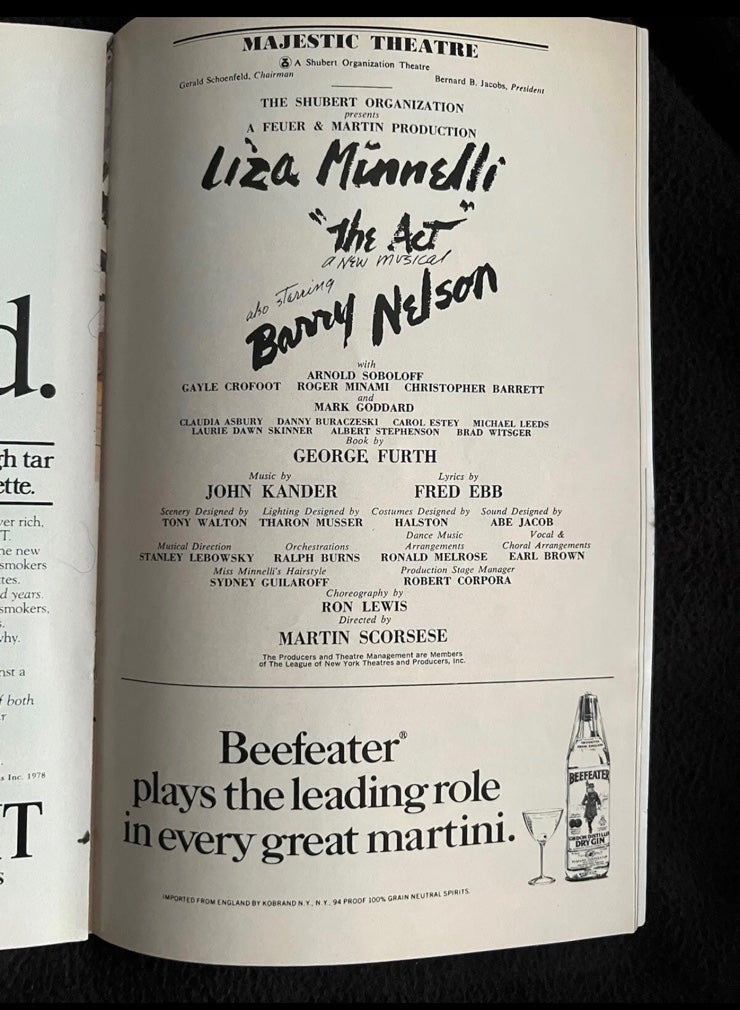 d.
gh tar
ette.
ver rich,
T.
he new
smokers
tes.
d years.
smokers,
s.
why.
nst a
f both
T
s Inc. 1978
IT
S
MAJESTIC THEATRE
A Shubert Organization Theatre
Gerald Schoenfeld, Chairman Bernard B. Jacobs, President
THE SHUBERT ORGANIZATION
presents
A FEUER & MARTIN PRODUCTION
Liza Minnelli
"The Act"
a New Musical
also starring
Barry Nelson
with
ARNOLD SOBOLOFF
GAYLE CROFOOT ROGER MINAMI CHRISTOPHER BARRETT
and
MARK GODDARD
CLAUDIA ASBURY DANNY BURACZESKI CAROL ESTEY MICHAEL LEEDS
LAURIE DAWN SKINNER ALBERT STEPHENSON BRAD WITSGER
Book by
GEORGE FURTH
Music by Lyrics by
JOHN KANDER FRED EBB
Scenery Designed by Lighting Designed by Costumes Designed by Sound Designed by
TONY WALTON THARON MUSSER HALSTON ABE JACOB
Dance Music Vocal &
Musical Direction Orchestrations Arrangements Choral Arrangements
STANLEY LEBOWSKY RALPH BURNS RONALD MELROSE EARL BROWN
Miss Minnelli's Hairstyle Production Stage Manager
SYDNEY GUILAROFF ROBERT CORPORA
Choreography by
RON LEWIS
Directed by
MARTIN SCORSESE
The Producers and Theatre Management are Members
of The League of New York Theatres and Producers, Inc.
Beefeater®
plays the leading role
in every great martini.
BEEFEATER
DRY GIN
IMPORTED FROM ENGLAND BY KOBRAND N.Y., N.Y. 94 PROOF 100% GRAIN NEUTRAL SPIRITS.